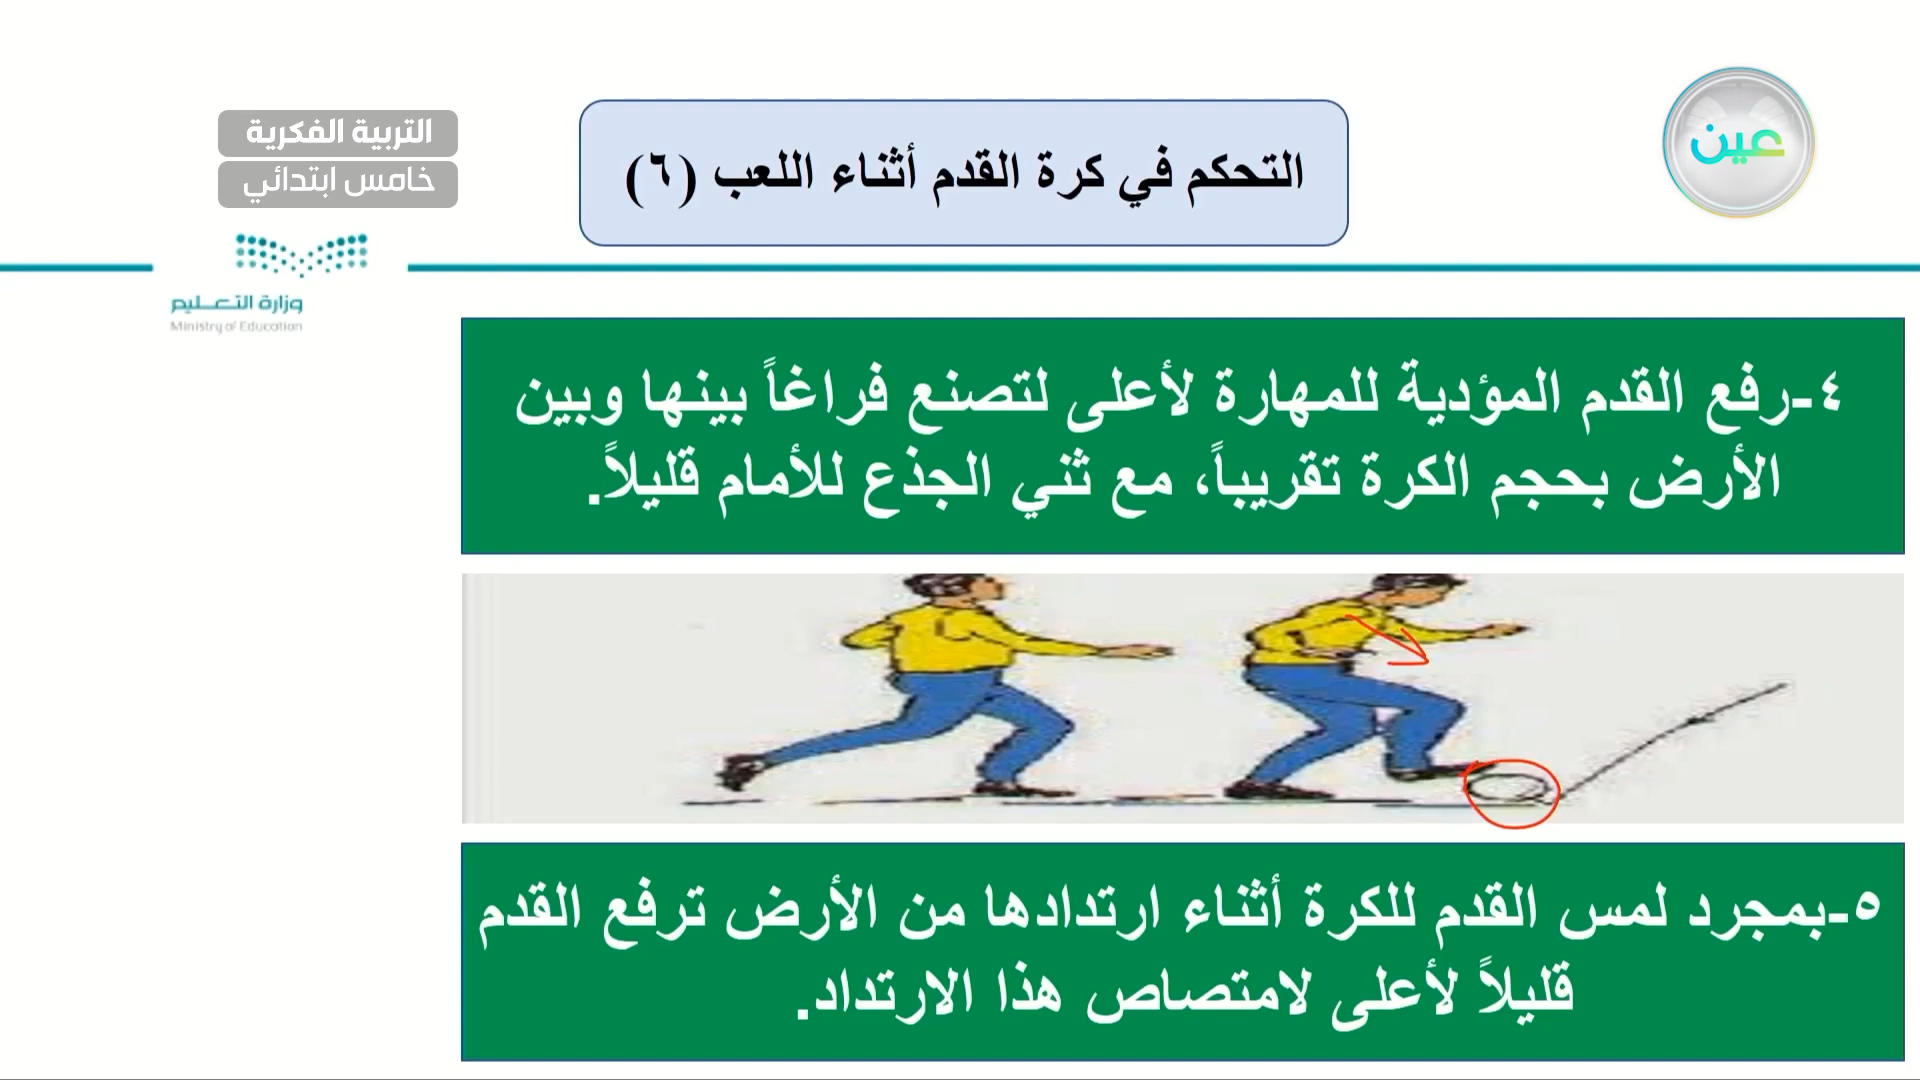 عين
التحكم في كرة القدم أثناء اللعب (٦)
التربية الفكرية
خامس ابتدائي
وزارة التعليم
Ministry of Education
٤-رفع القدم المؤدية للمهارة لأعلى لتصنع فراغاً بينها وبين
الأرض بحجم الكرة تقريباً، مع ثني الجذع للأمام قليلاً.
٥-بمجرد لمس القدم للكرة أثناء ارتدادها من الأرض ترفع القدم
قليلاً لأعلى لامتصاص هذا الارتداد.